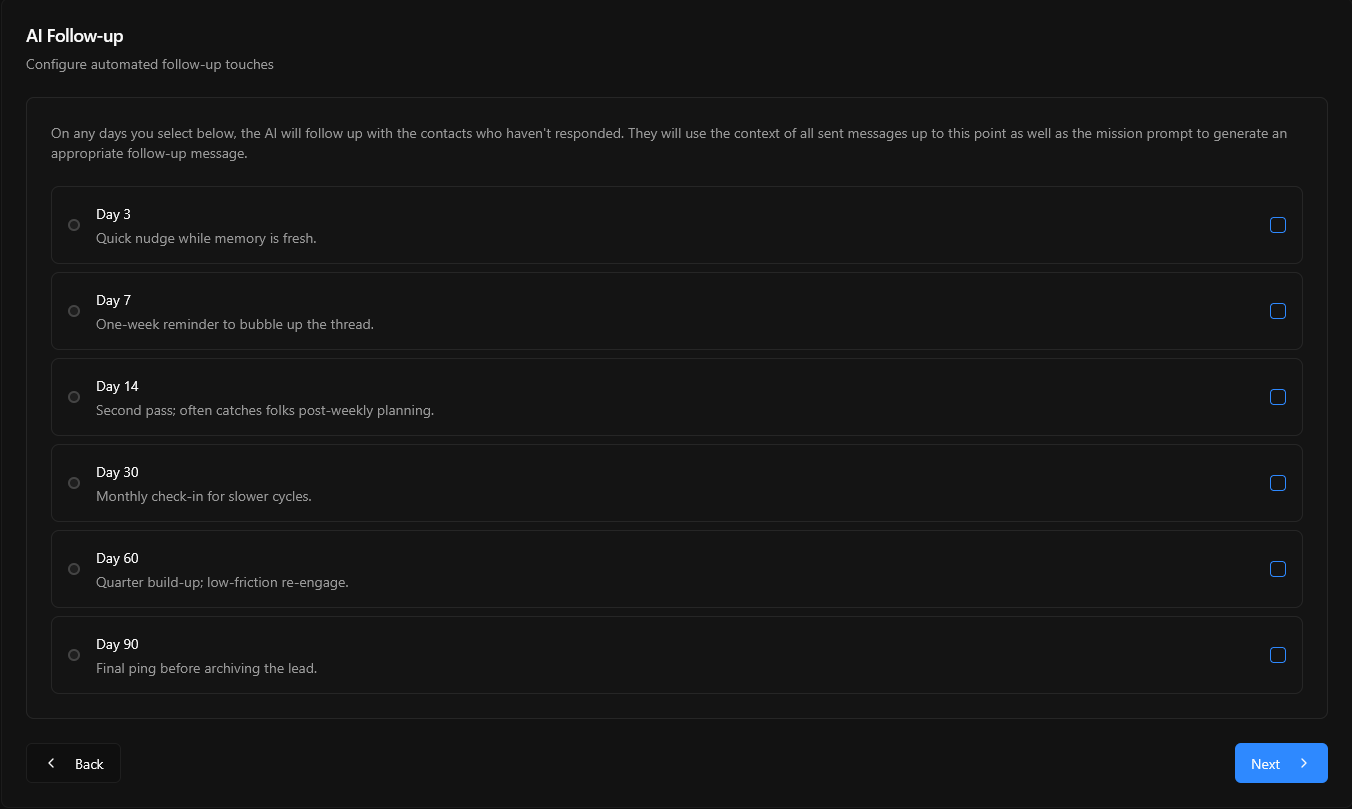 AI Follow-up
Configure automated follow-up touches
On any days you select below, the AI will follow up with the contacts who haven't responded. They will use the context of all sent messages up to this point as well as the mission prompt to generate an
appropriate follow-up message.
Day 3
Quick nudge while memory is fresh.
Day 7
One-week reminder to bubble up the thread.
Day 14
Second pass; often catches folks post-weekly planning.
Day 30
Monthly check-in for slower cycles.
Day 60
Quarter build-up; low-friction re-engage.
Day 90
Final ping before archiving the lead.
Back
Next